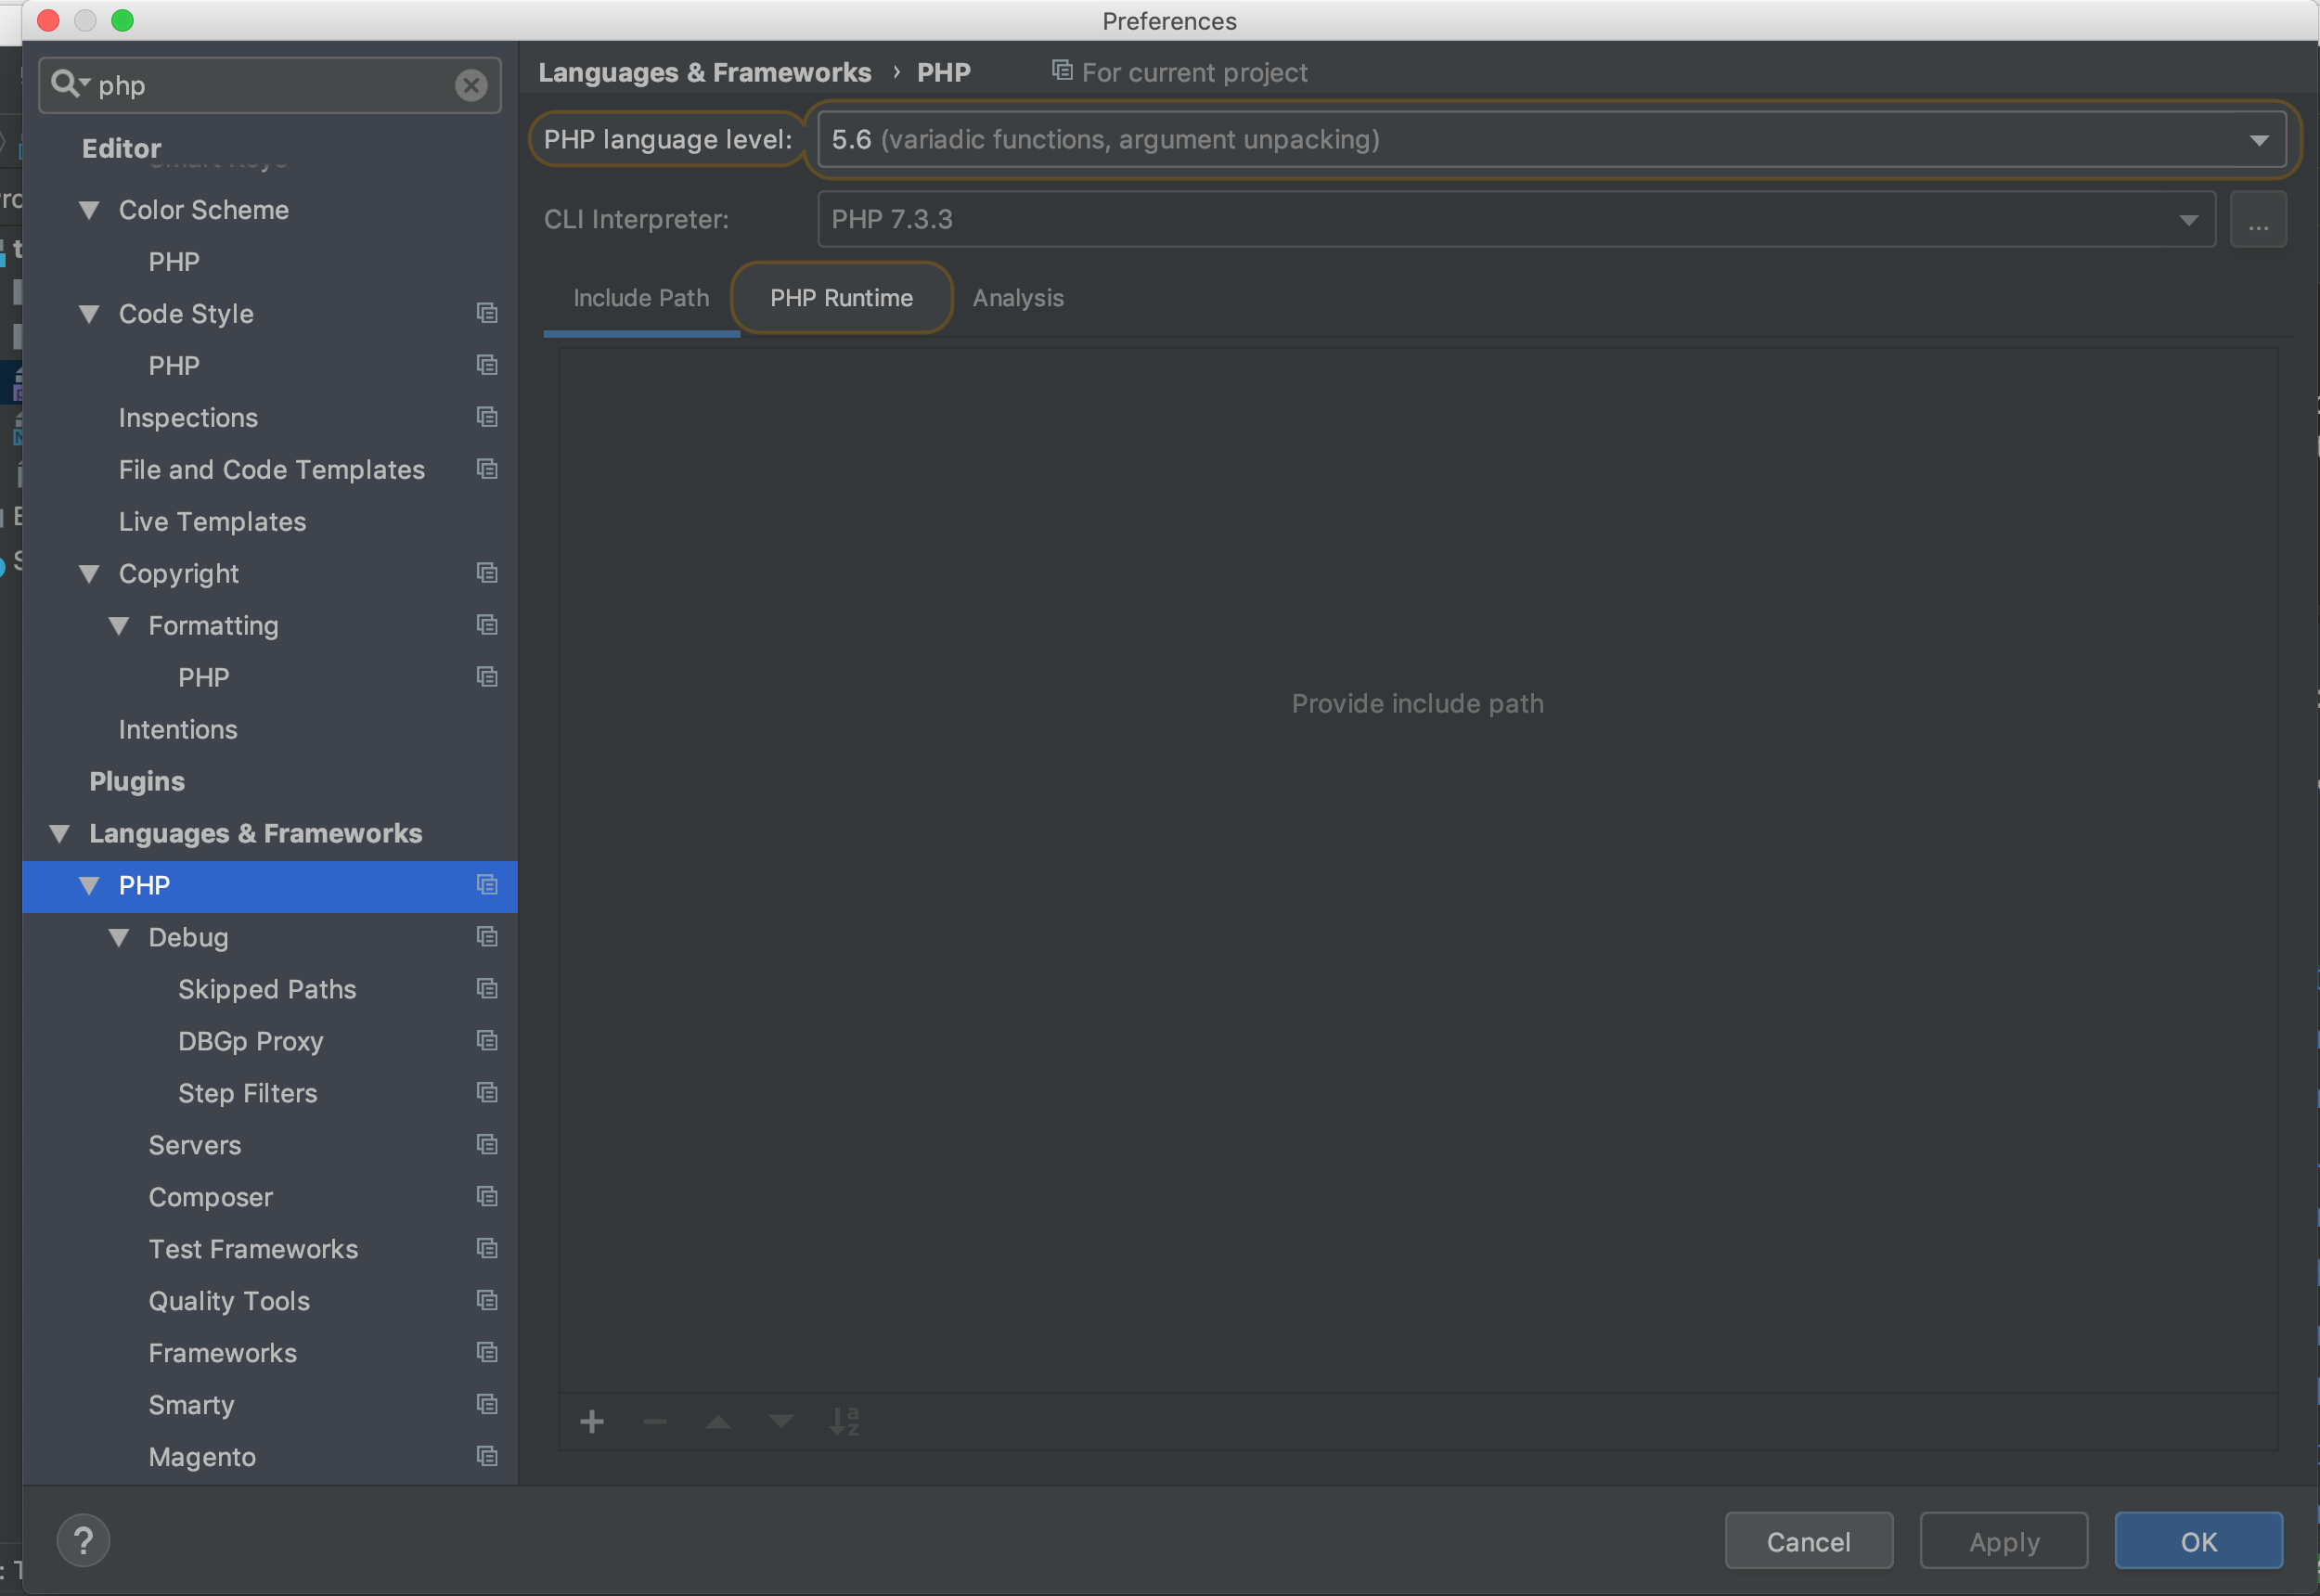 Preferences
php
Editor
Color Scheme
PHP
Code Style
PHP
Inspections
File and Code Templates
Live Templates
Copyright
Formatting
PHP
Intentions
Plugins
Languages & Frameworks
PHP
Debug
Skipped Paths
DBGp Proxy
Step Filters
Servers
Composer
Test Frameworks
Quality Tools
Frameworks
Smarty
Magento
Languages & Frameworks › PHP For current project
PHP language level: 5.6 (variadic functions, argument unpacking)
CLI Interpreter: PHP 7.3.3 ...
Include Path PHP Runtime Analysis
Provide include path
? Cancel Apply OK